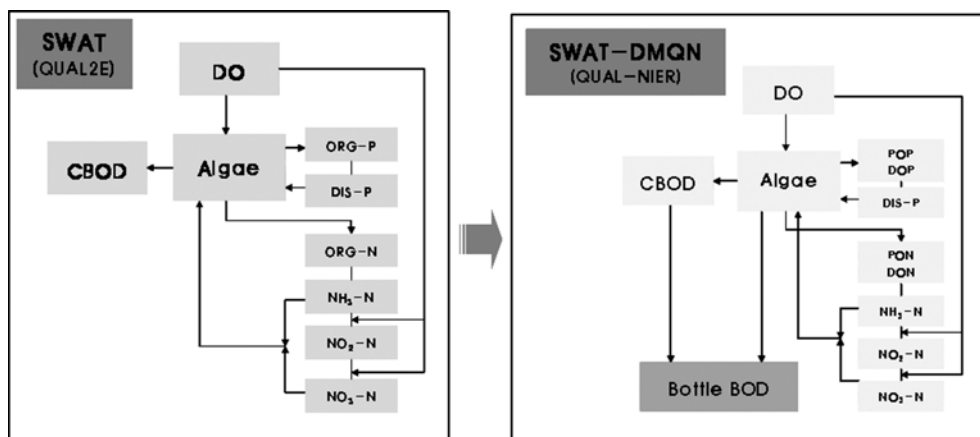 SWAT
(QUAL2E)
DO
CBOD
Algae
ORG-P
DIS-P
ORG-N
NH₃-N
NO₂-N
NO₃-N
SWAT-DMQN
(QUAL-NIER)
DO
CBOD
Algae
POP
DOP
DIS-P
PON
DON
NH₃-N
NO₂-N
NO₃-N
Bottle BOD